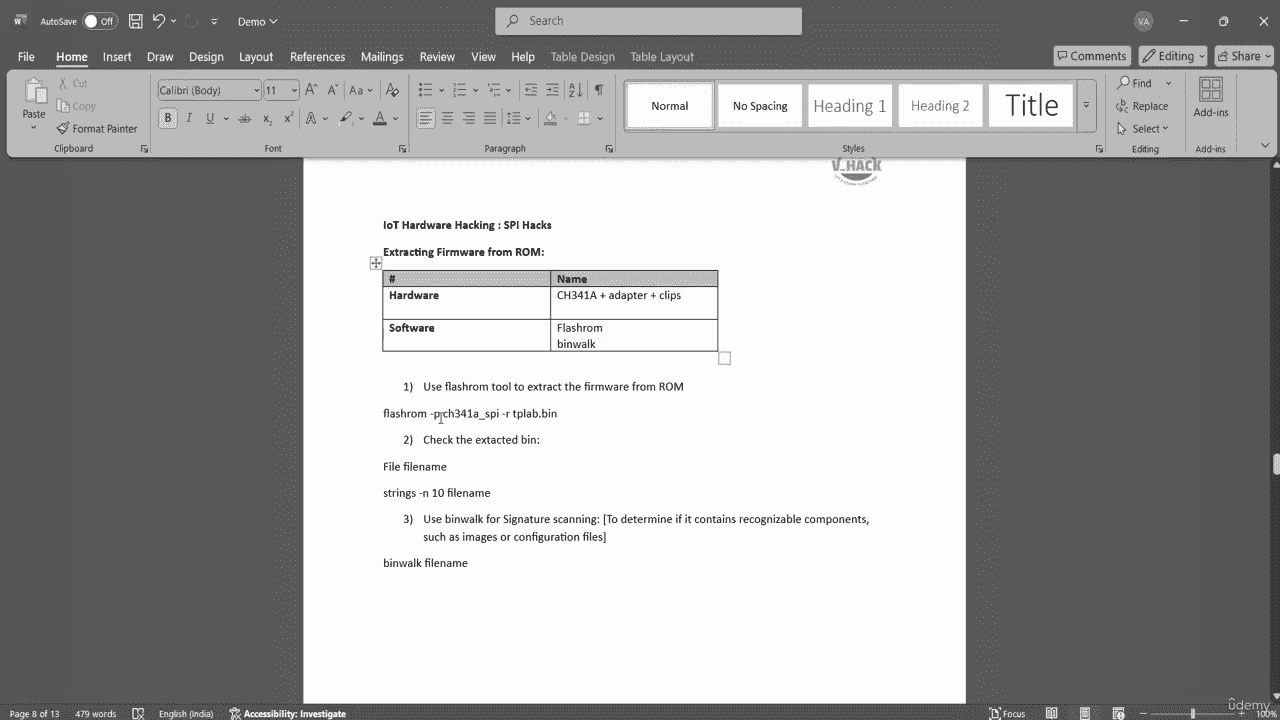 AutoSave Off Demo Search VA
File Home Insert Draw Design Layout References Mailings Review View Help Table Design Table Layout Comments Editing Share
Paste Cut Copy Format Painter Clipboard
Calibri (Body) 11 Font
Paragraph
Normal No Spacing Heading 1 Heading 2 Title Styles
Find Replace Select Editing
Add-ins Add-ins
V_HACK
IoT Hardware Hacking : SPI Hacks
Extracting Firmware from ROM:
# Name
Hardware CH341A + adapter + clips
Software Flashrom
binwalk
1) Use flashrom tool to extract the firmware from ROM
flashrom -p ch341a_spi -r tplab.bin
2) Check the extacted bin:
File filename
strings -n 10 filename
3) Use binwalk for Signature scanning: [To determine if it contains recognizable components,
such as images or configuration files]
binwalk filename
Udemy
Page 8 of 13 479 words English (India) Accessibility: Investigate Focus 100%